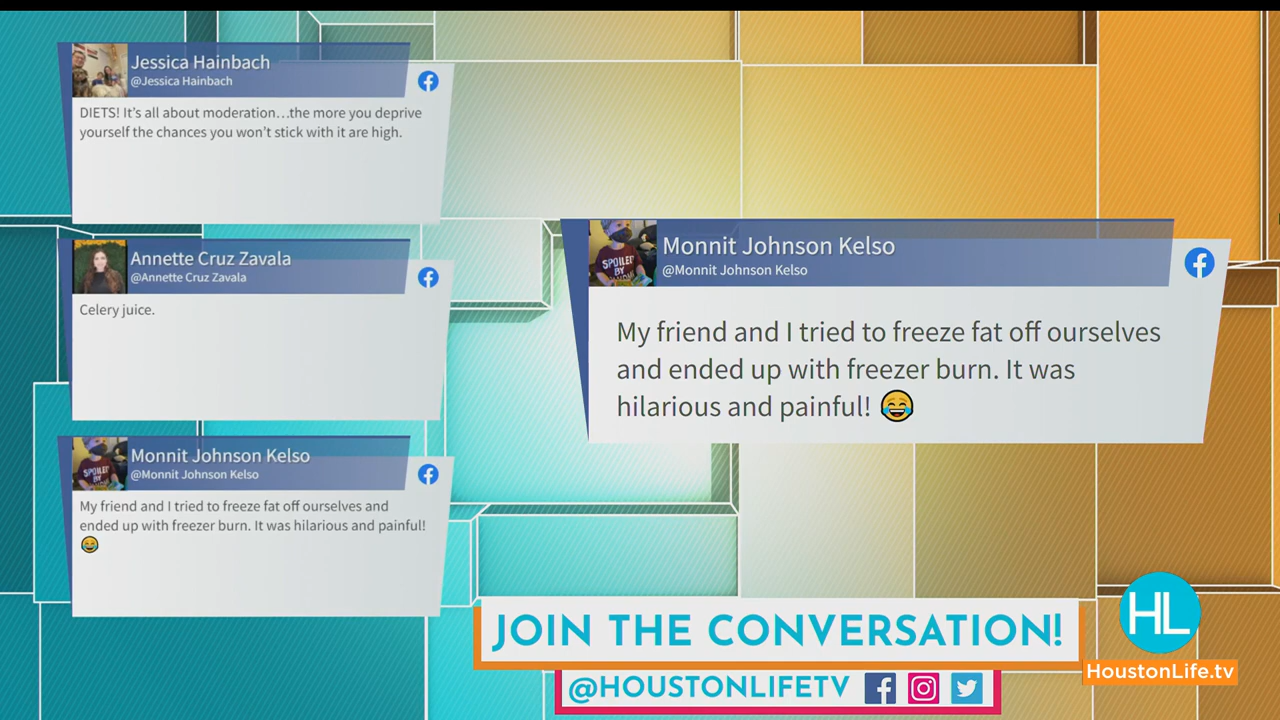 Jessica Hainbach
@Jessica Hainbach
DIETS! It's all about moderation...the more you deprive
yourself the chances you won't stick with it are high.
Annette Cruz Zavala
@Annette Cruz Zavala
Celery juice.
Monnit Johnson Kelso
@Monnit Johnson Kelso
My friend and I tried to freeze fat off ourselves and
ended up with freezer burn. It was hilarious and painful!
😂
Monnit Johnson Kelso
@Monnit Johnson Kelso
SPOILED
BY
My friend and I tried to freeze fat off ourselves
and ended up with freezer burn. It was
hilarious and painful! 😂
JOIN THE CONVERSATION!
@HOUSTONLIFETV
HL
HoustonLife.tv